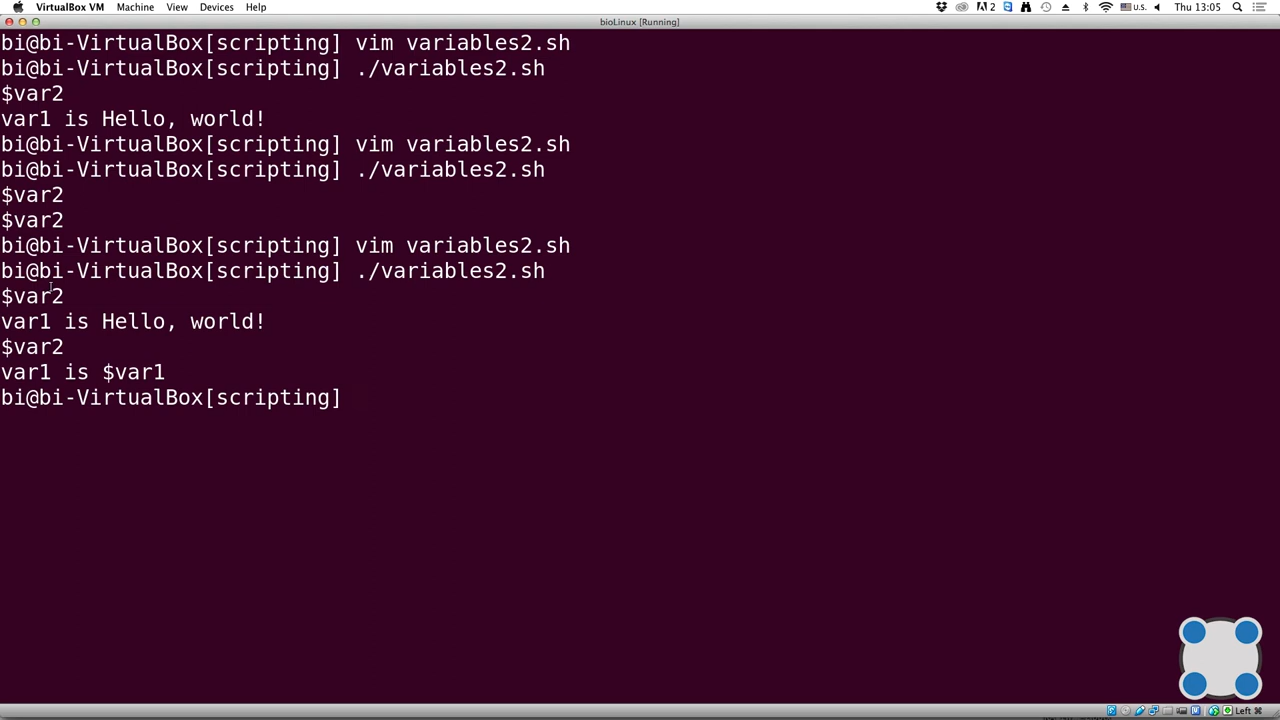 VirtualBox VM Machine View Devices Help 2 U.S. Thu 13:05
bioLinux [Running]
bi@bi-VirtualBox[scripting] vim variables2.sh
bi@bi-VirtualBox[scripting] ./variables2.sh
$var2
var1 is Hello, world!
bi@bi-VirtualBox[scripting] vim variables2.sh
bi@bi-VirtualBox[scripting] ./variables2.sh
$var2
$var2
bi@bi-VirtualBox[scripting] vim variables2.sh
bi@bi-VirtualBox[scripting] ./variables2.sh
$var2
var1 is Hello, world!
$var2
var1 is $var1
bi@bi-VirtualBox[scripting]
Left ⌘